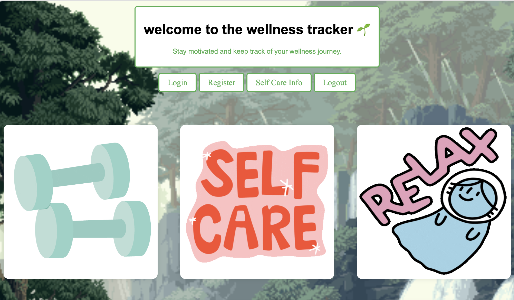 welcome to the wellness tracker 🌱
Stay motivated and keep track of your wellness journey.
Login
Register
Self Care Info
Logout
SELF
CARE
RELAX